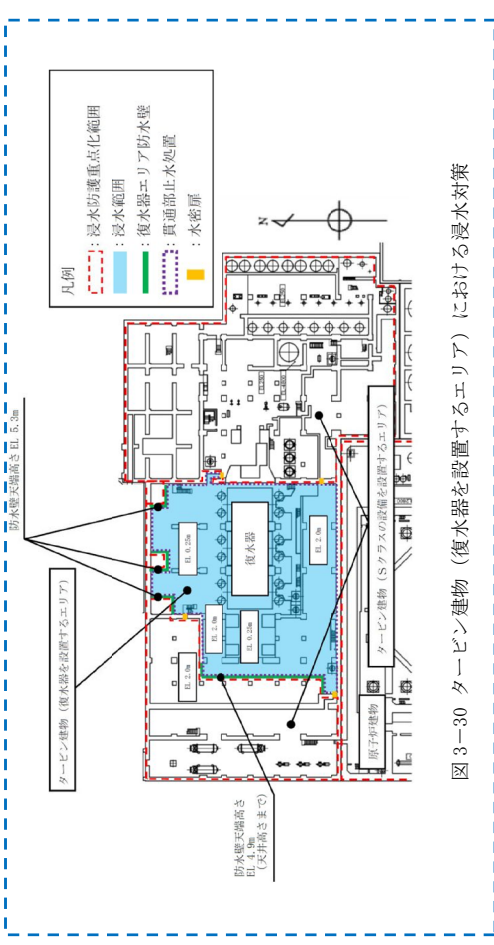 防水壁天端高さ EL 5.3m
タービン建物（復水器を設置するエリア）
凡例
：浸水防護重点化範囲
：浸水範囲
：復水器エリア防水壁
：貫通部止水処置
：水密扉
N
EL 0.25m
EL 2.0m
EL 2.0m
EL 0.25m
復水器
EL 2.0m
防水壁天端高さ
EL 4.9m
（天井高さまで）
原子炉建物
タービン建物（Sクラスの設備を設置するエリア）
図 3－30 タービン建物（復水器を設置するエリア）における浸水対策